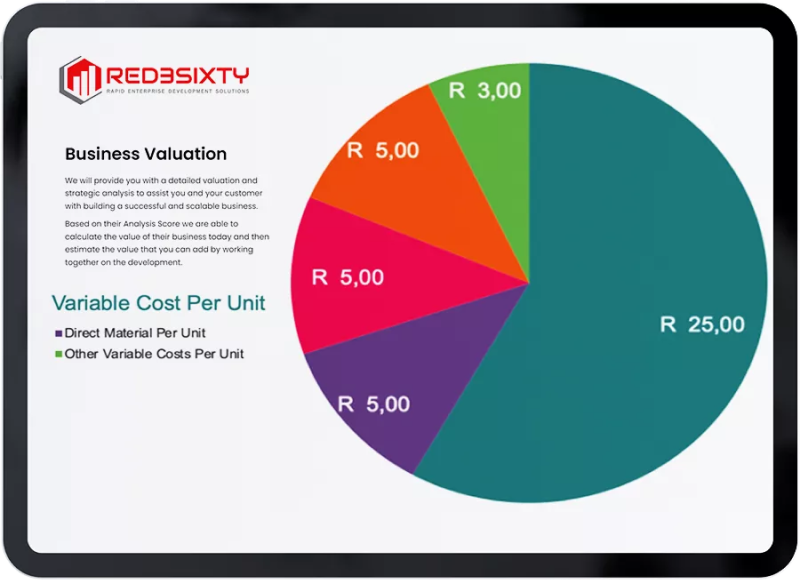 RED3SIXTY
RAPID ENTERPRISE DEVELOPMENT SOLUTIONS
Business Valuation
We will provide you with a detailed valuation and
strategic analysis to assist you and your customer
with building a successful and scalable business.
Based on their Analysis Score we are able to
calculate the value of their business today and then
estimate the value that you can add by working
together on the development.
Variable Cost Per Unit
Direct Material Per Unit
Other Variable Costs Per Unit
R 3,00
R 5,00
R 5,00
R 25,00
R 5,00